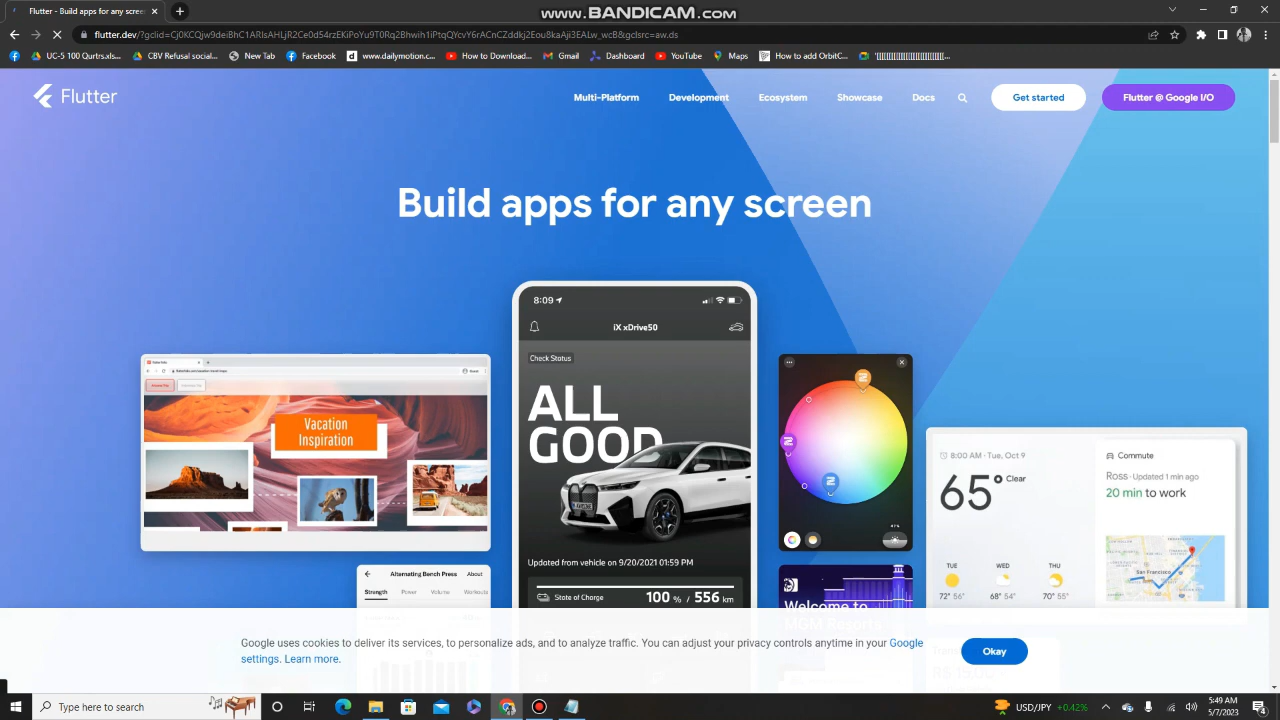 Flutter - Build apps for any scree
www.BANDICAM.com
flutter.dev/?gclid=Cj0KCQjw9deiBhC1ARIsAHLjR2Ce0d54rzEKiPoYu9T0Rq2Bhwih1iPtqQYcvY6rACnCZddkj2Eou8kaAji3EALw_wcB&gclsrc=aw.ds
UC-5,100 Qurtrs.xls... CBV Refusal social... New Tab Facebook www.dailymotion.c... How to Download... Gmail Dashboard YouTube Maps How to add OrbitC...
Flutter
Multi-Platform Development Ecosystem Showcase Docs Get started Flutter @ Google I/O
Build apps for any screen
8:09
iX xDrive50
Check Status
ALL
GOOD
Vacation
Inspiration
8:00 AM · Tue, Oct 9
65° Clear
Commute
Ross · Updated 1 min ago
20 min to work
San Francisco
TUE WED THU
72° 56° 68° 54° 70° 55°
Updated from vehicle on 9/20/2021 01:59 PM
State of Charge 100 % / 556 km
Alternating Bench Press About
Strength Power Volume Workouts
Welcome to
MGM Resorts
Google uses cookies to deliver its services, to personalize ads, and to analyze traffic. You can adjust your privacy controls anytime in your Google
settings. Learn more.
Okay
Type here to search
USD/JPY +0.42%
5:49 AM
5/7/2023